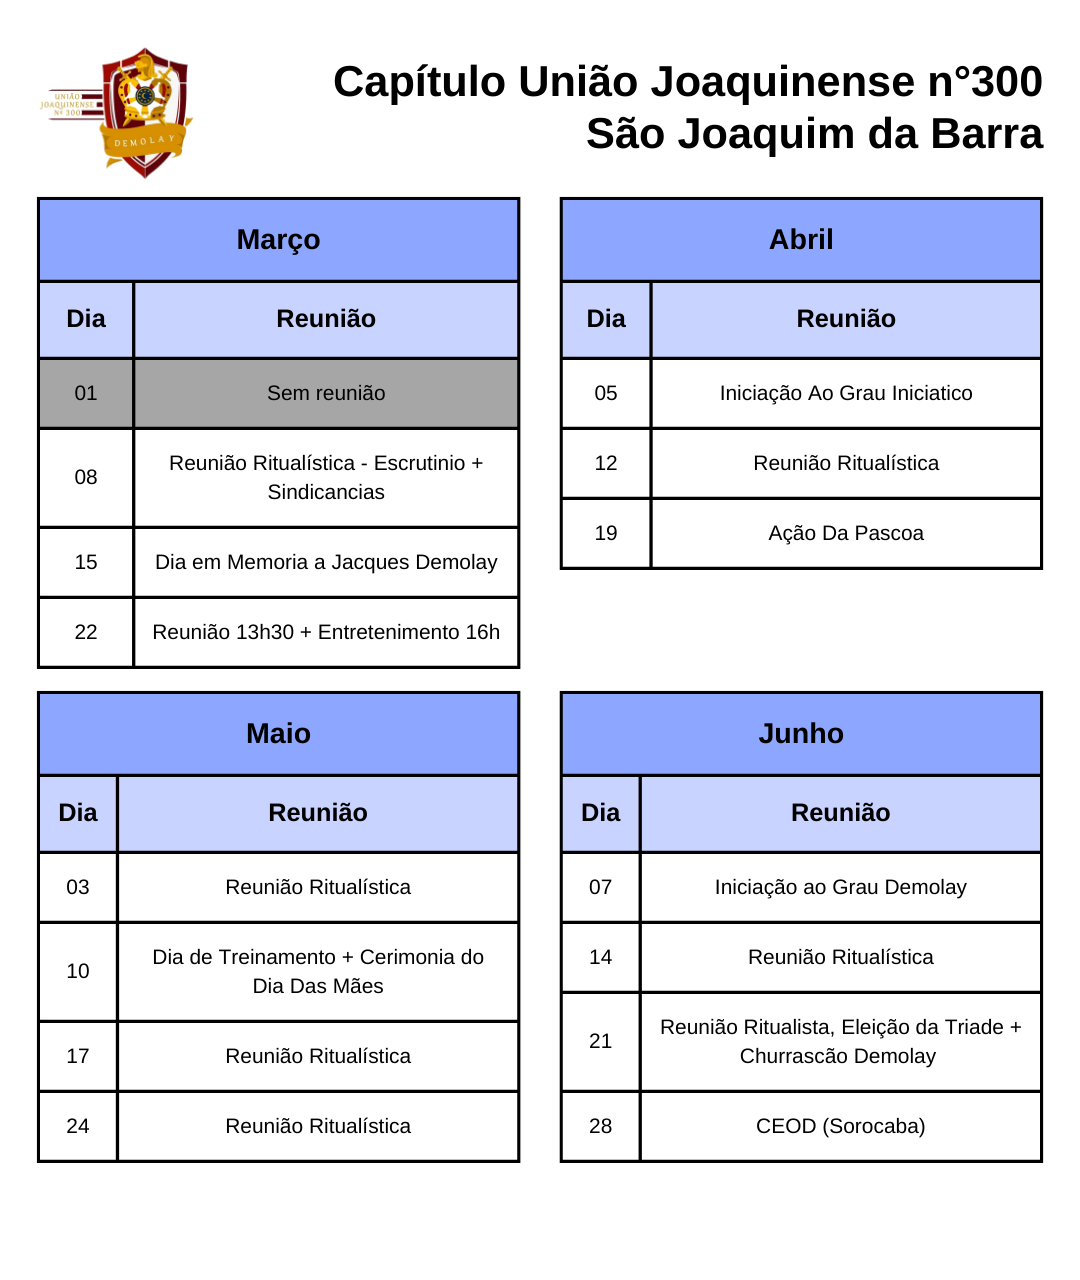 UNIÃO
JOAQUINENSE
Nº 300
DEMOLAY
Capítulo União Joaquinense n°300
São Joaquim da Barra
Março
Dia Reunião
01 Sem reunião
08 Reunião Ritualística - Escrutinio +
Sindicancias
15 Dia em Memoria a Jacques Demolay
22 Reunião 13h30 + Entretenimento 16h
Abril
Dia Reunião
05 Iniciação Ao Grau Iniciatico
12 Reunião Ritualística
19 Ação Da Pascoa
Maio
Dia Reunião
03 Reunião Ritualística
10 Dia de Treinamento + Cerimonia do
Dia Das Mães
17 Reunião Ritualística
24 Reunião Ritualística
Junho
Dia Reunião
07 Iniciação ao Grau Demolay
14 Reunião Ritualística
21 Reunião Ritualista, Eleição da Triade +
Churrascão Demolay
28 CEOD (Sorocaba)